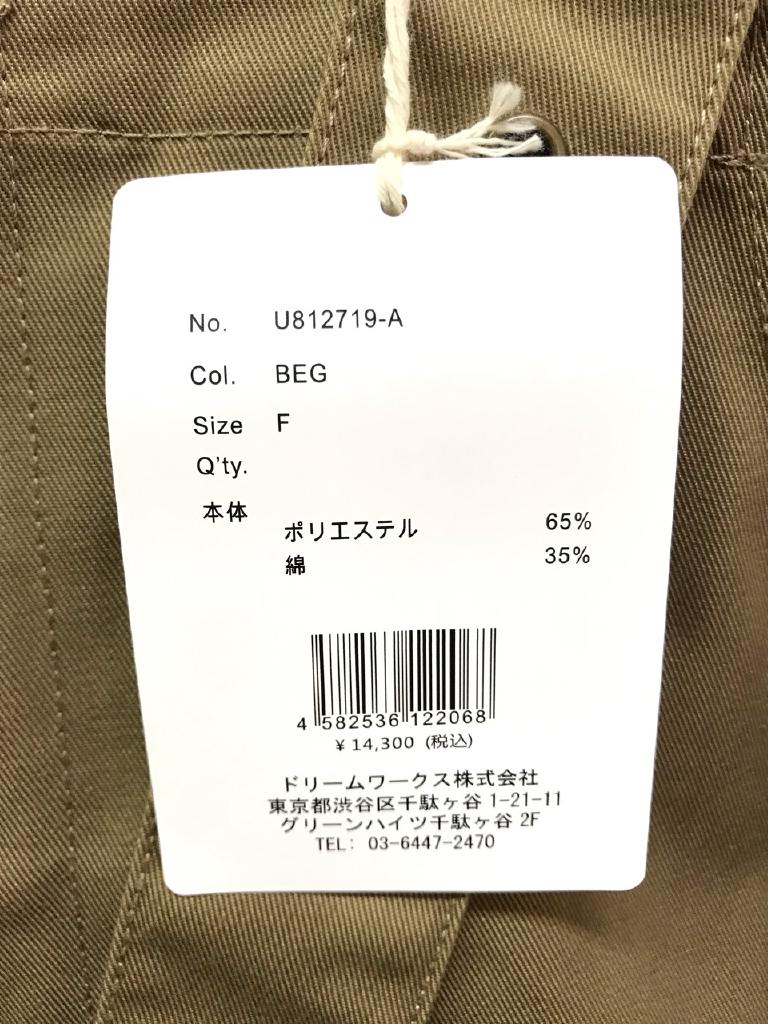 No. U812719-A
Col. BEG
Size F
Q'ty.
本体
ポリエステル 65%
綿 35%
4 582536 122068
¥ 14,300 (税込)
ドリームワークス株式会社
東京都渋谷区千駄ヶ谷 1-21-11
グリーンハイツ千駄ヶ谷 2F
TEL: 03-6447-2470